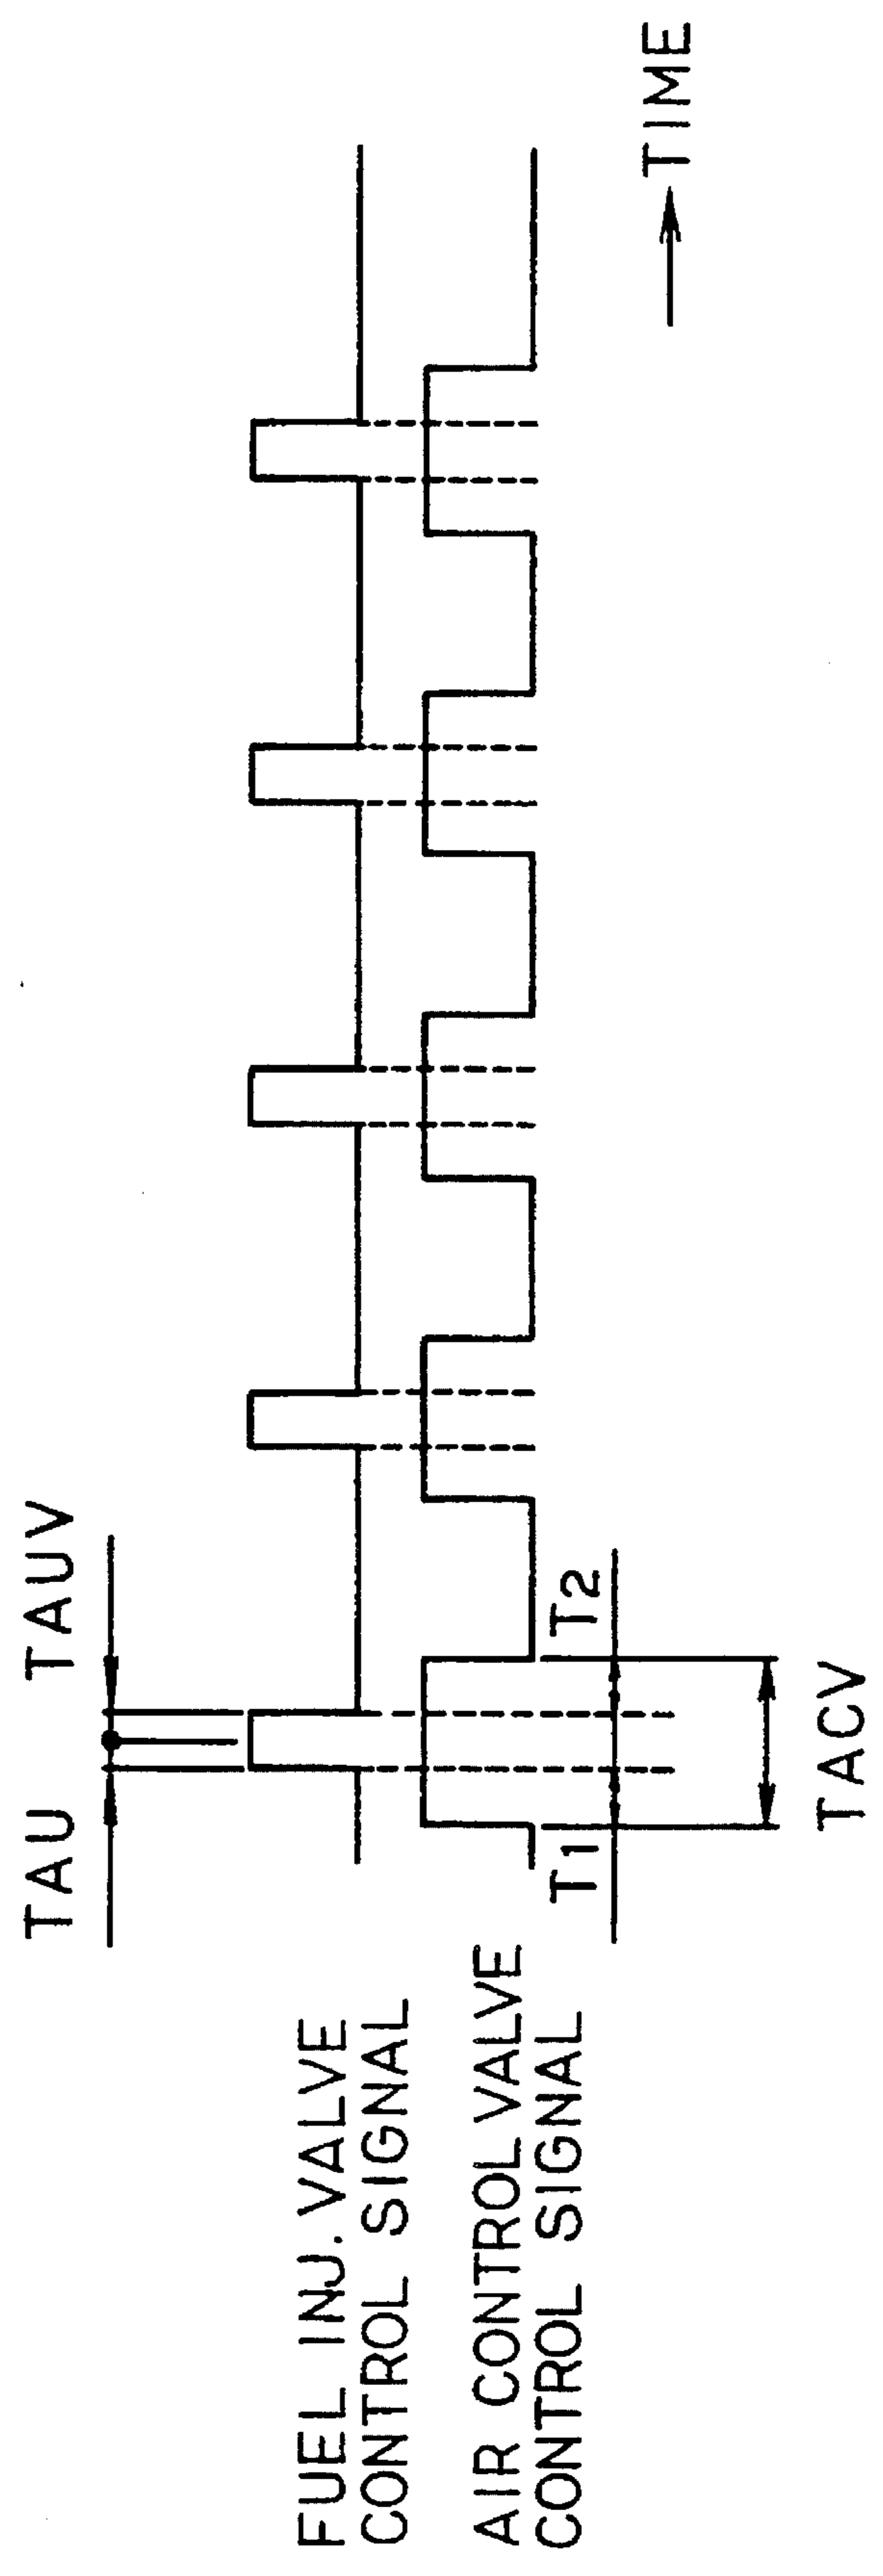 TAU TAUV
FUEL INJ. VALVE
CONTROL SIGNAL
AIR CONTROL VALVE
CONTROL SIGNAL
T1 T2
TIME
TACV